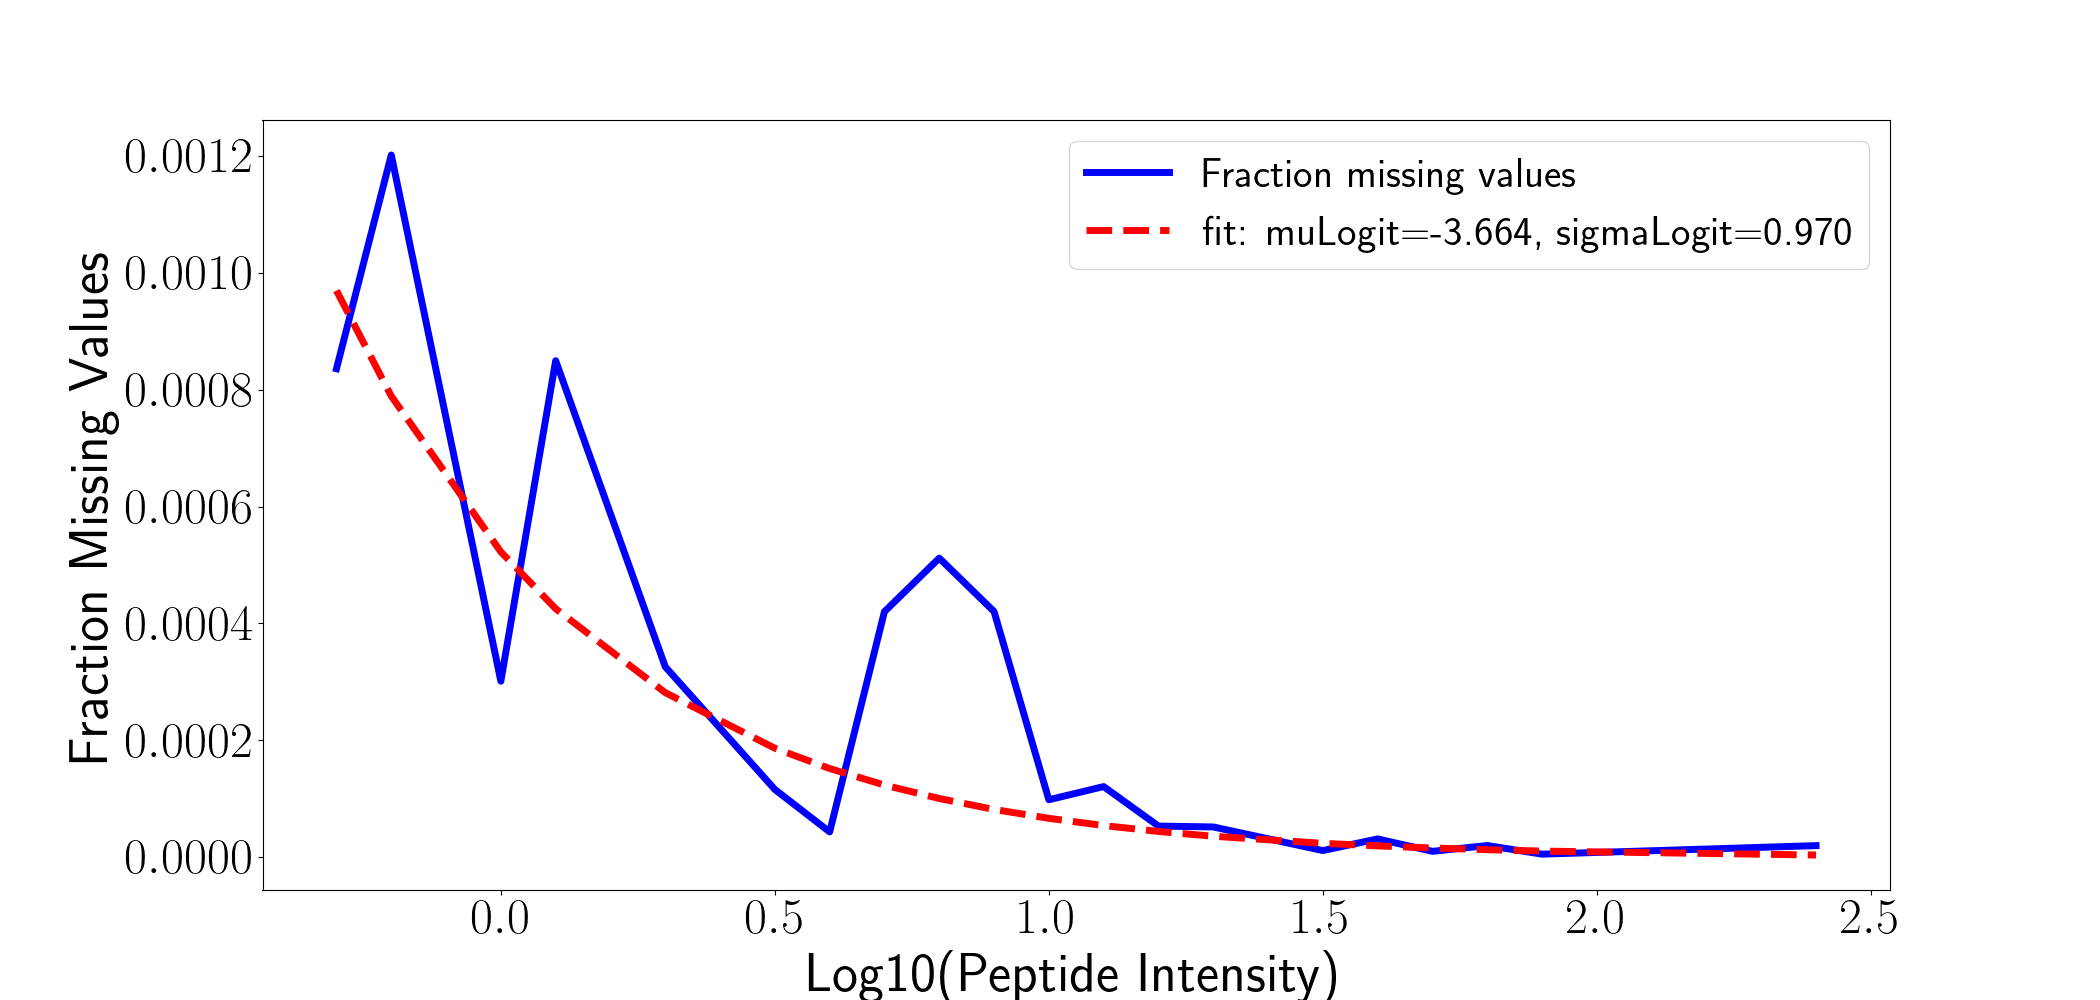 Fraction missing values
fit: muLogit=-3.664, sigmaLogit=0.970
Fraction Missing Values
0.0012
0.0010
0.0008
0.0006
0.0004
0.0002
0.0000
0.0 0.5 1.0 1.5 2.0 2.5
Log10(Peptide Intensity)